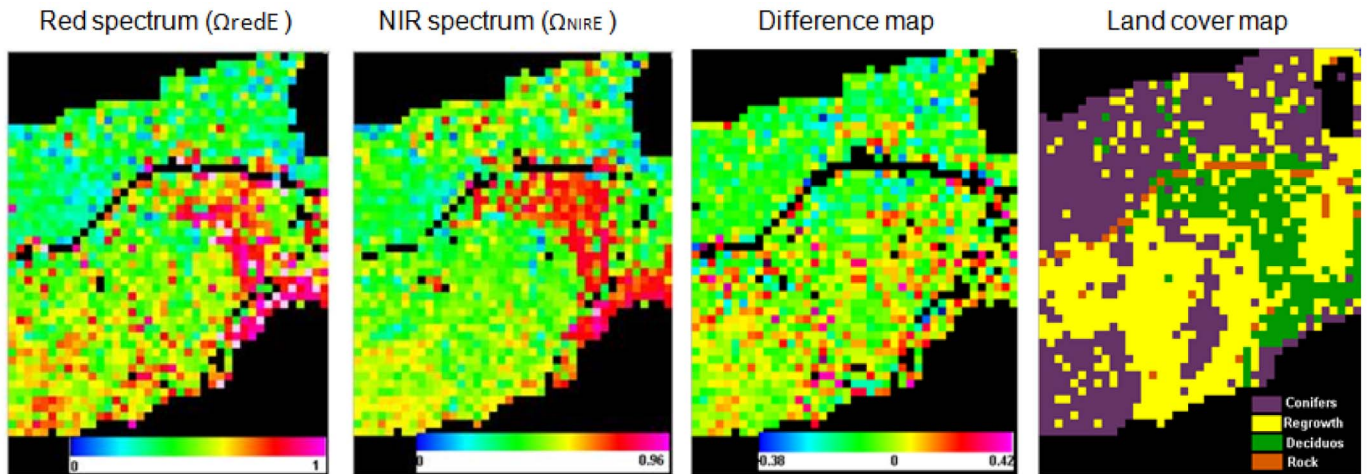 Red spectrum (ΩredE ) NIR spectrum (ΩNIRE ) Difference map Land cover map
Conifers
Regrowth
Deciduos
Rock
0 1 0 0.96 -0.38 0 0.42